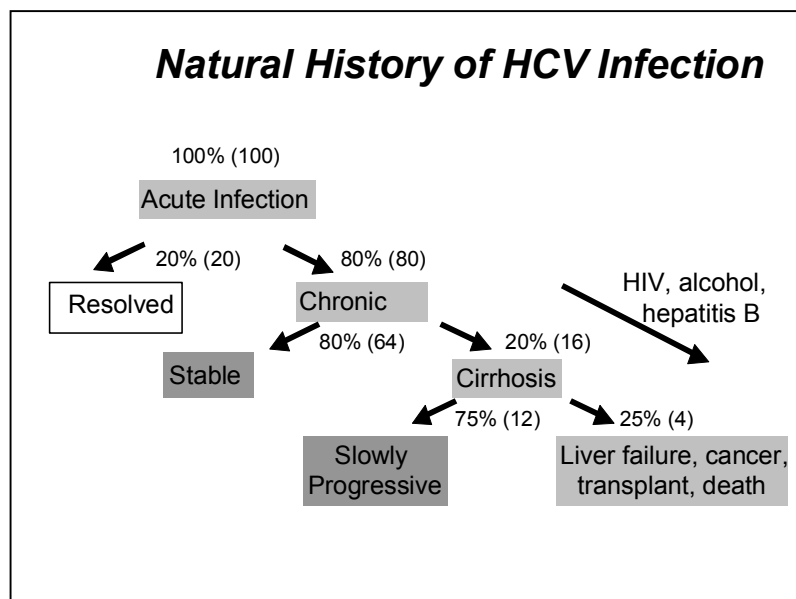 Natural History of HCV Infection
100% (100)
Acute Infection
20% (20)
80% (80)
Resolved
Chronic
HIV, alcohol,
hepatitis B
80% (64)
20% (16)
Stable
Cirrhosis
75% (12)
25% (4)
Slowly
Progressive
Liver failure, cancer,
transplant, death